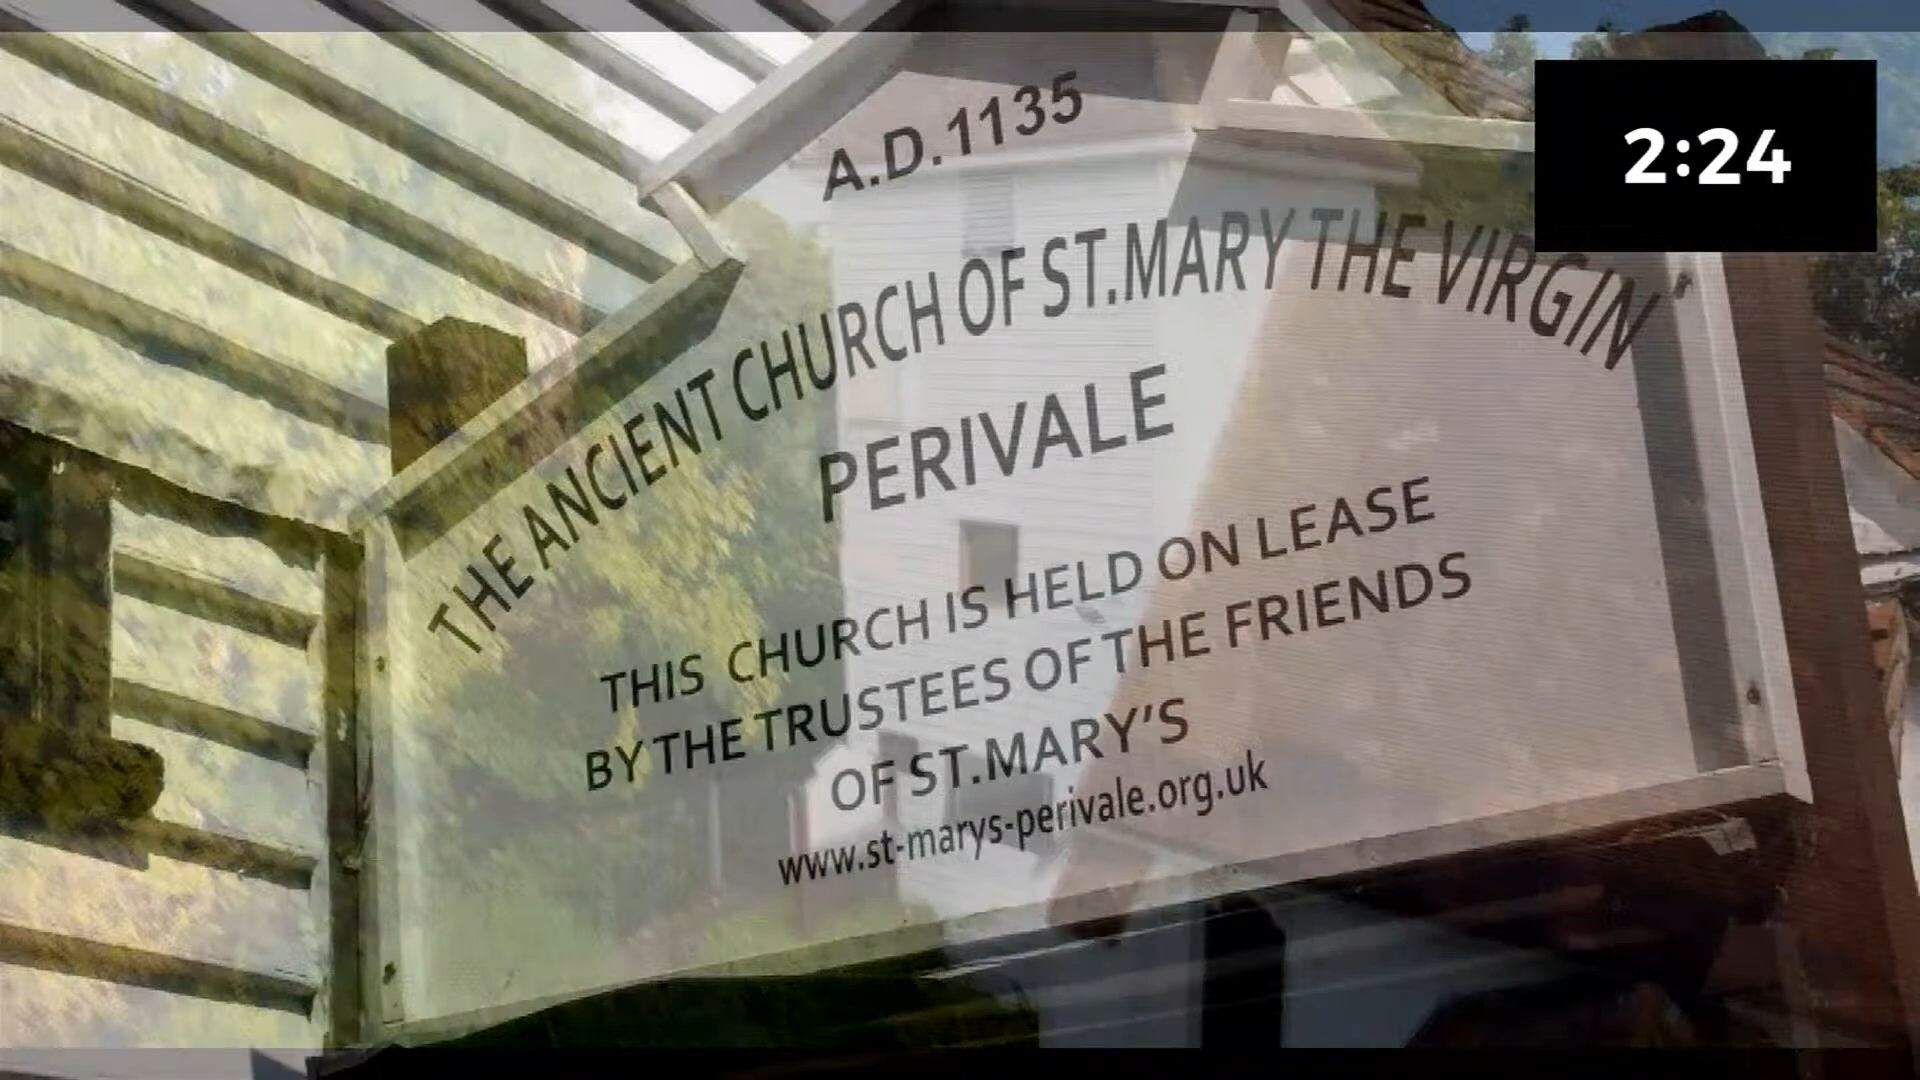 2:24
A.D.1135
THE ANCIENT CHURCH OF ST.MARY THE VIRGIN
PERIVALE
THIS CHURCH IS HELD ON LEASE
BY THE TRUSTEES OF THE FRIENDS
OF ST.MARY'S
www.st-marys-perivale.org.uk